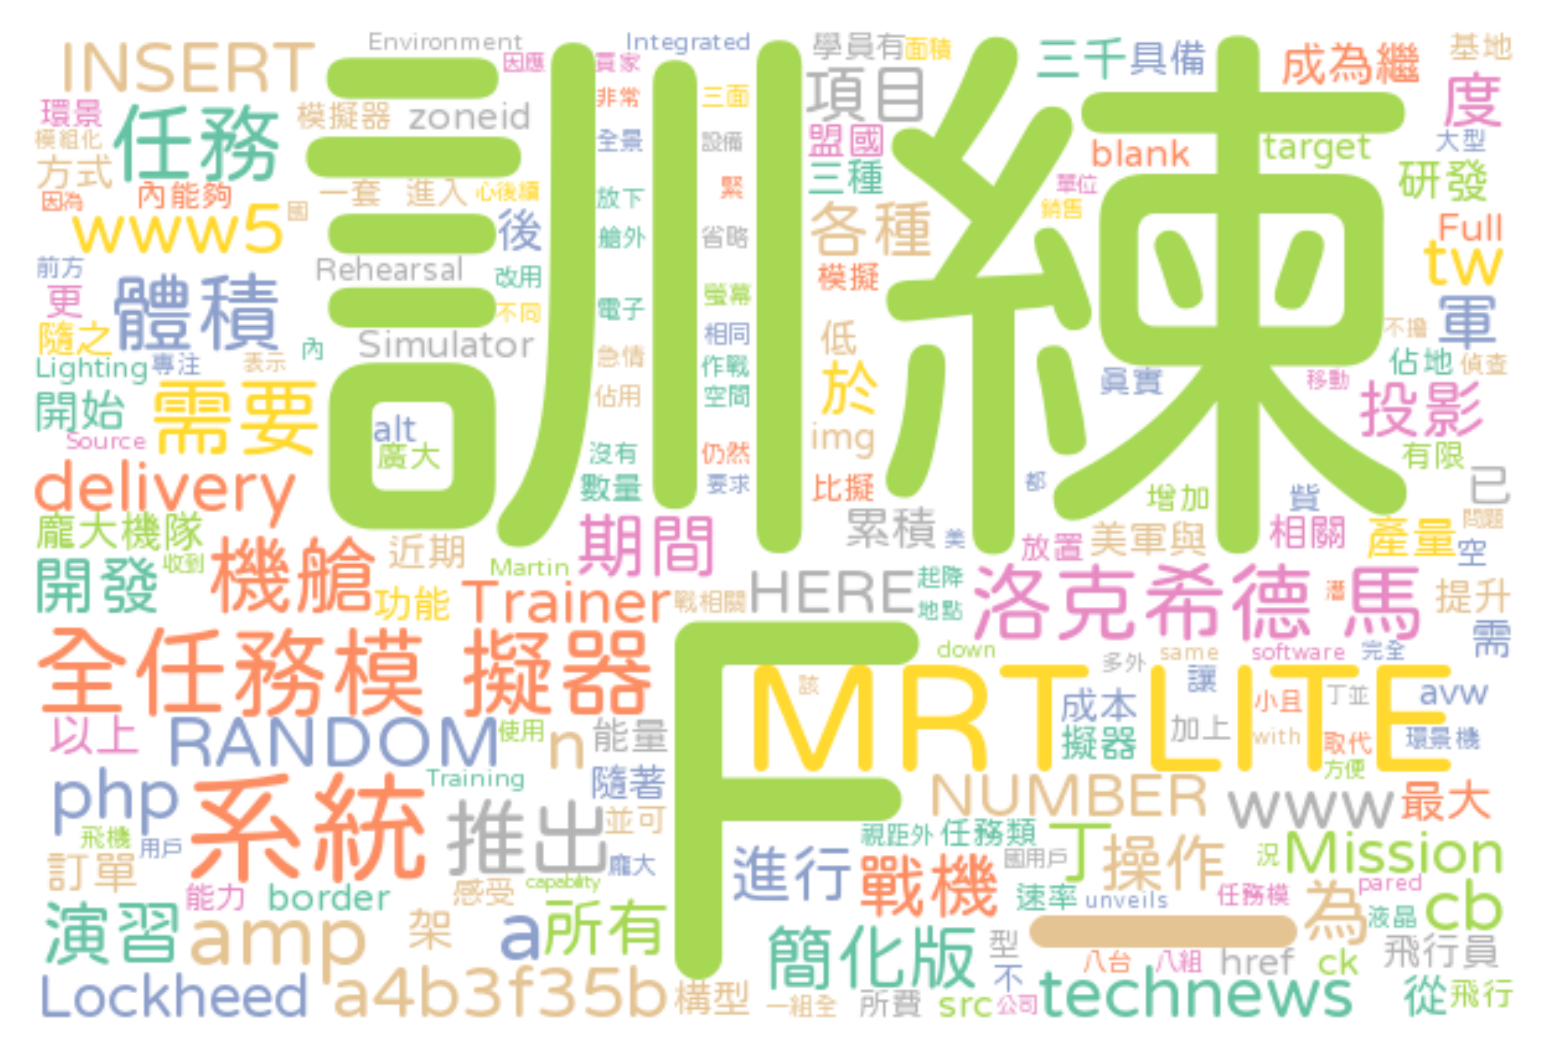 Environment
Integrated
學員有
面積
基地
INSERT
因應
賣家
三千
具備
成為繼
項目
度
環景
任務
模擬器
zoneid
非常
三面
模組化
全景
設備
盟國
blank
target
大型
方式
內能夠
一套
進入
心後續
放下
緊
三種
單位
研發
因為
www5
國
後
艙外
省略
各種
銷售
Full
tw
前方
體積
Rehearsal
改用
螢幕
模擬
更
不同
電子
軍
隨之
內
Simulator
相同
低
不擔
Lighting
專注
表示
急情
作戰
佔地
偵查
開始
需要
佔用
空間
於
真實
移動
投影
Source
alt
廣大
img
沒有
仍然
有限
delivery
數量
要求
比擬
都
增加
貲
已
龐大機隊
期間
累積
美
放置
美軍與
相關
產量
問題
空
收到
機艙
近期
Martin
開發
功能
Trainer
戰相關
HERE
起降
地點
洛克希德
潛
馬
提升
需
訓練
全任務模
擬器
F
down
多外
same
software
完全
該
MRT
LITE
成本
讓
小且
丁並
avw
以上
RANDOM
使用
n
能量
擬器
加上
with
取代
環景機
方便
php
系統
Training
隨著
NUMBER
www
最大
飛機
用戶
推出
並可
視距外
任務類
丁
訂單
龐大
進行
戰機
國用戶
操作
況
Mission
能力
border
感受
capability
速率
unveils
任務模
為
pared
cb
演習
amp
架
a
所有
簡化版
型
液晶
飛行員
八台
八組
href
ck
Lockheed
a4b3f35b
構型
一組全
所費
不
src
公司
technews
從
飛行